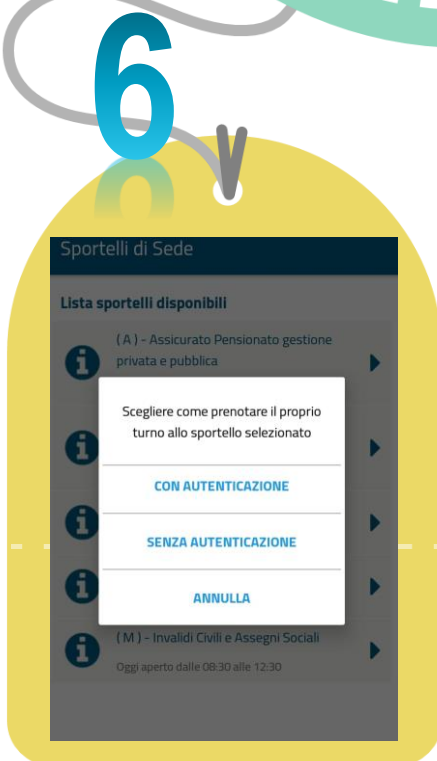 6
Sportelli di Sede
Lista sportelli disponibili
( A ) - Assicurato Pensionato gestione
privata e pubblica
Scegliere come prenotare il proprio
turno allo sportello selezionato
CON AUTENTICAZIONE
SENZA AUTENTICAZIONE
ANNULLA
( M ) - Invalidi Civili e Assegni Sociali
Oggi aperto dalle 08:30 alle 12:30